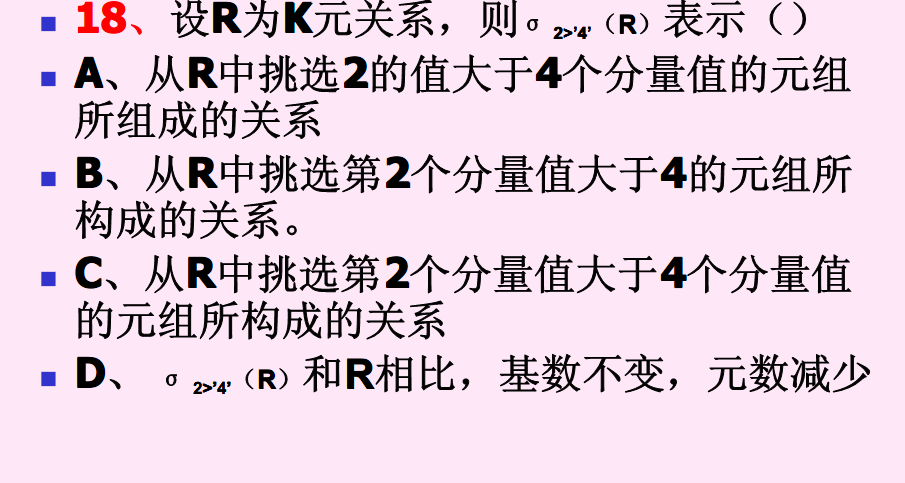 18、设R为K元关系，则σ 2>’4’（R）表示（）
A、从R中挑选2的值大于4个分量值的元组
所组成的关系
B、从R中挑选第2个分量值大于4的元组所
构成的关系。
C、从R中挑选第2个分量值大于4个分量值
的元组所构成的关系
D、 σ 2>’4’（R）和R相比，基数不变，元数减少